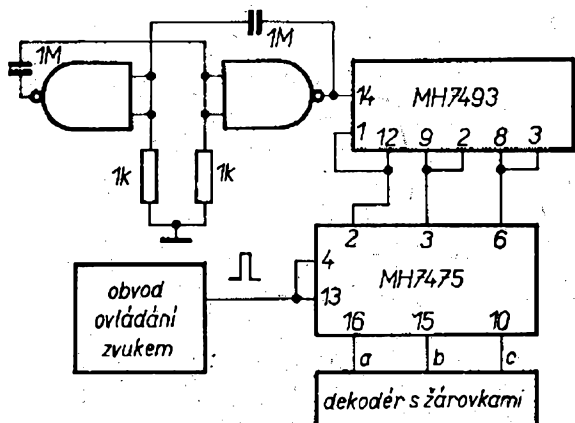 1M
1M
1k
1k
14
MH7493
1
12
9
2
8
3
2
3
6
4
MH7475
13
16
15
10
obvod
ovládání
zvukem
a
b
c
dekodér s žárovkami